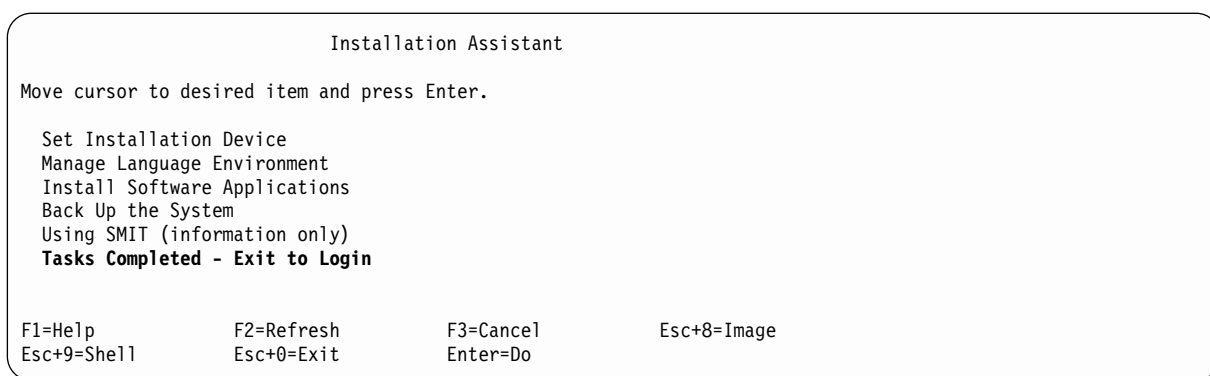 Installation Assistant
Move cursor to desired item and press Enter.
Set Installation Device
Manage Language Environment
Install Software Applications
Back Up the System
Using SMIT (information only)
Tasks Completed - Exit to Login
F1=Help F2=Refresh F3=Cancel Esc+8=Image
Esc+9=Shell Esc+0=Exit Enter=Do